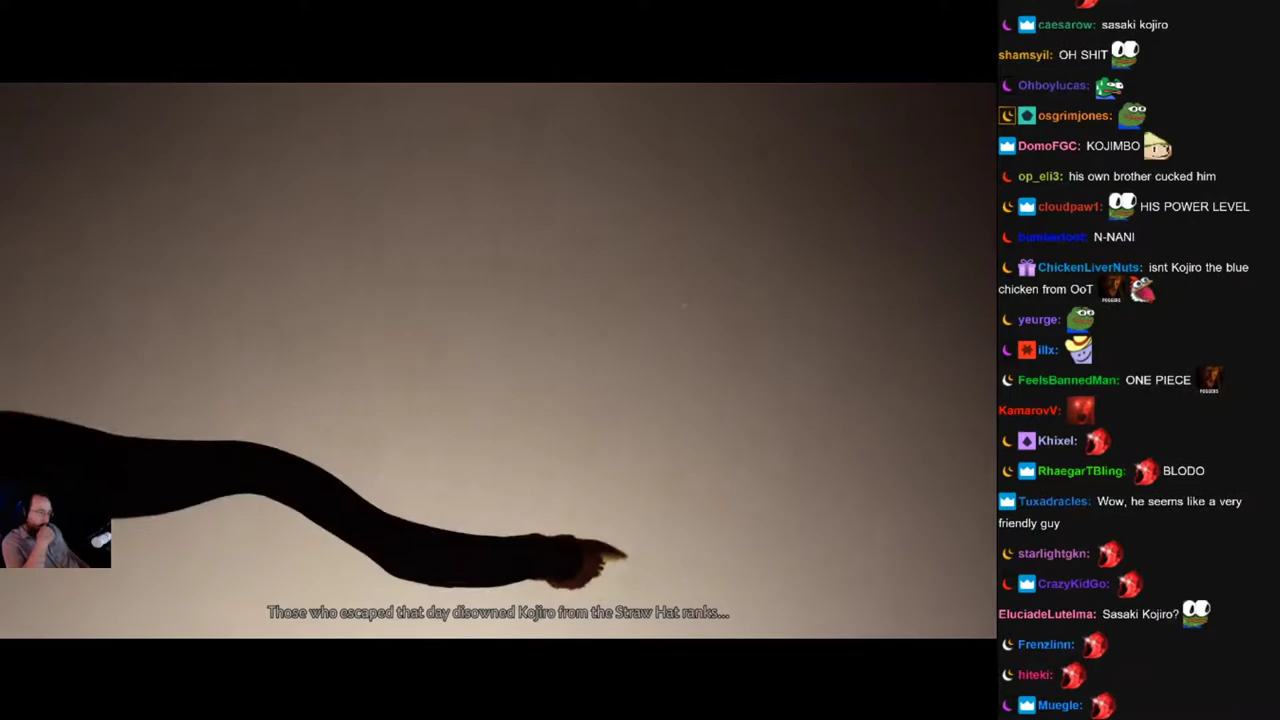 Those who escaped that day disowned Kojiro from the Straw Hat ranks...
caesarow: sasaki kojiro
shamsyil: OH SHIT
Ohboylucas:
osgrimjones:
DomoFGC: KOJIMBO
op_eli3: his own brother cucked him
cloudpaw1: HIS POWER LEVEL
bumbertoot: N-NANI
ChickenLiverNuts: isnt Kojiro the blue
chicken from OoT
yeurge:
illx:
FeelsBannedMan: ONE PIECE
KamarovV:
Khixel:
RhaegarTBling: BLODO
Tuxadracles: Wow, he seems like a very
friendly guy
starlightgkn:
CrazyKidGo:
EluciadeLutelma: Sasaki Kojiro?
Frenzlinn:
hiteki:
Muegle: